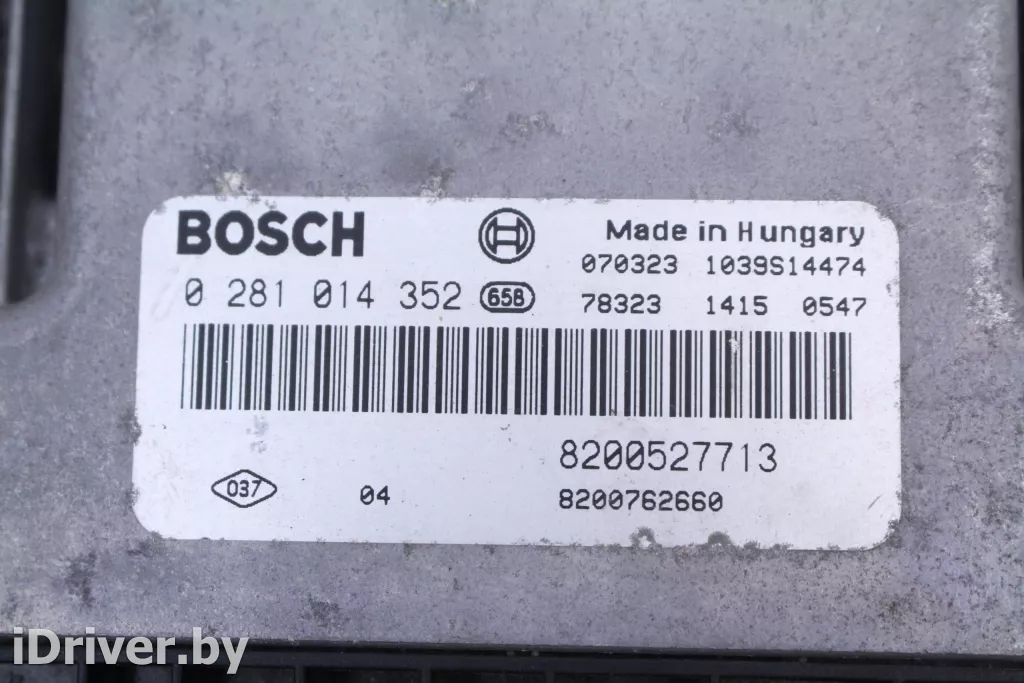 BOSCH
Made in Hungary
070323 1039S14474
0 281 014 352 65B
78323 1415 0547
8200527713
037 04 8200762660
iDriver.by